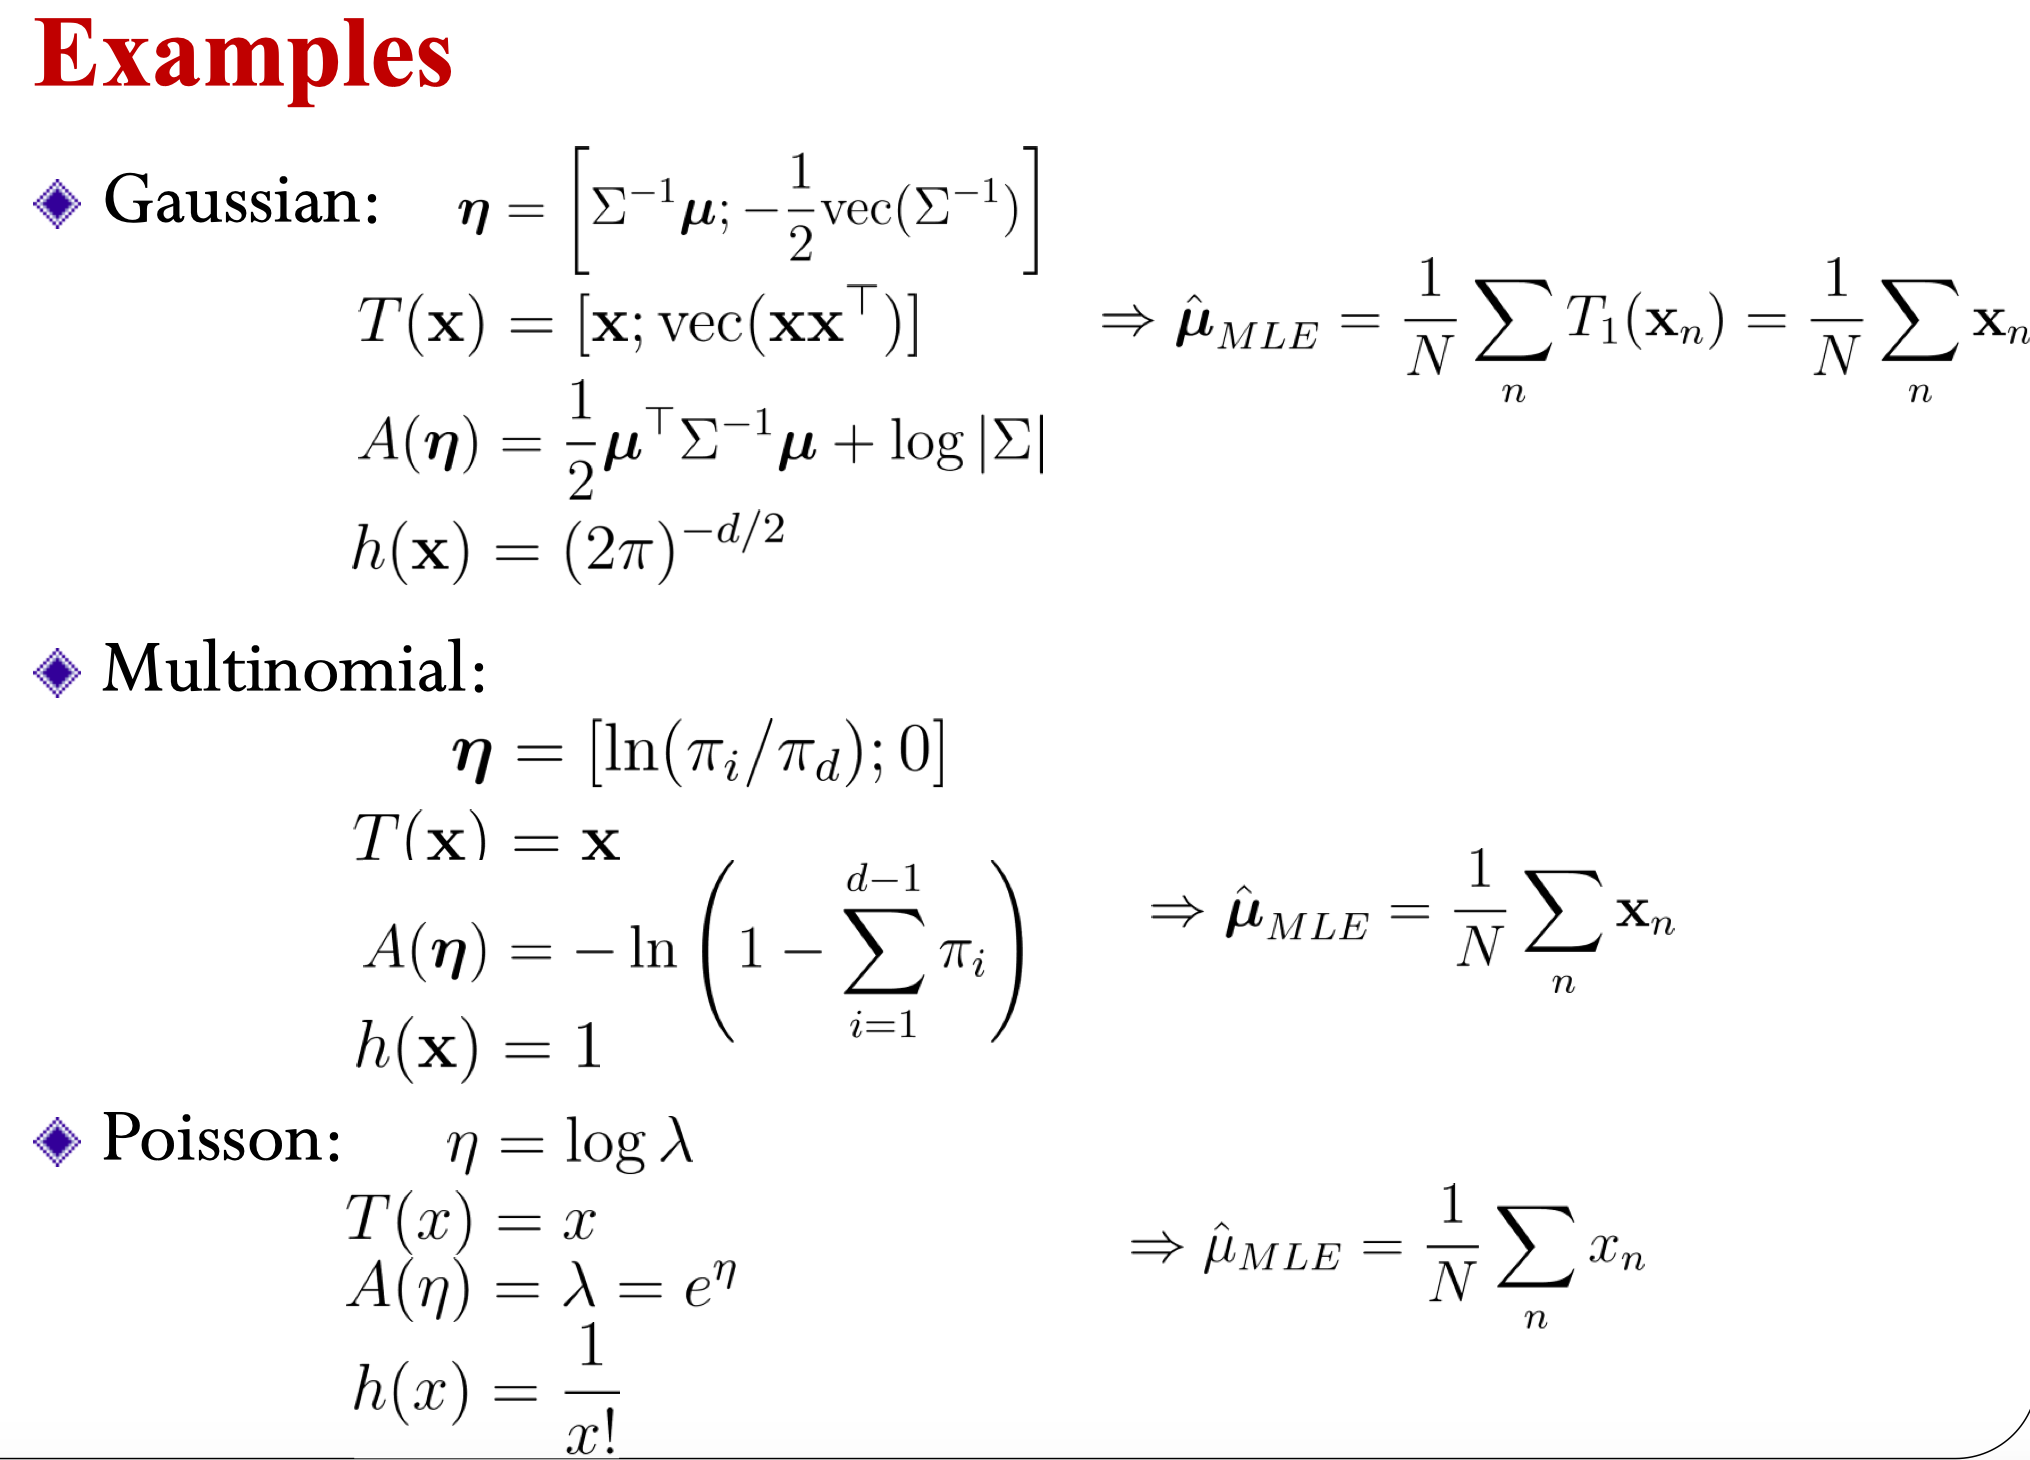 Examples
Gaussian: $\boldsymbol{\eta} = \left[\Sigma^{-1}\boldsymbol{\mu}; -\frac{1}{2}\text{vec}(\Sigma^{-1})\right]$
$T(\mathbf{x}) = [\mathbf{x}; \text{vec}(\mathbf{x}\mathbf{x}^\top)]$
$\Rightarrow \hat{\boldsymbol{\mu}}_{MLE} = \frac{1}{N}\sum_n T_1(\mathbf{x}_n) = \frac{1}{N}\sum_n \mathbf{x}_n$
$A(\boldsymbol{\eta}) = \frac{1}{2}\boldsymbol{\mu}^\top\Sigma^{-1}\boldsymbol{\mu} + \log|\Sigma|$
$h(\mathbf{x}) = (2\pi)^{-d/2}$
Multinomial:
$\boldsymbol{\eta} = [\ln(\pi_i/\pi_d); 0]$
$T(\mathbf{x}) = \mathbf{x}$
$A(\boldsymbol{\eta}) = -\ln\left(1 - \sum_{i=1}^{d-1}\pi_i\right)$
$\Rightarrow \hat{\boldsymbol{\mu}}_{MLE} = \frac{1}{N}\sum_n \mathbf{x}_n$
$h(\mathbf{x}) = 1$
Poisson: $\eta = \log\lambda$
$T(x) = x$
$A(\eta) = \lambda = e^\eta$
$\Rightarrow \hat{\mu}_{MLE} = \frac{1}{N}\sum_n x_n$
$h(x) = \frac{1}{x!}$